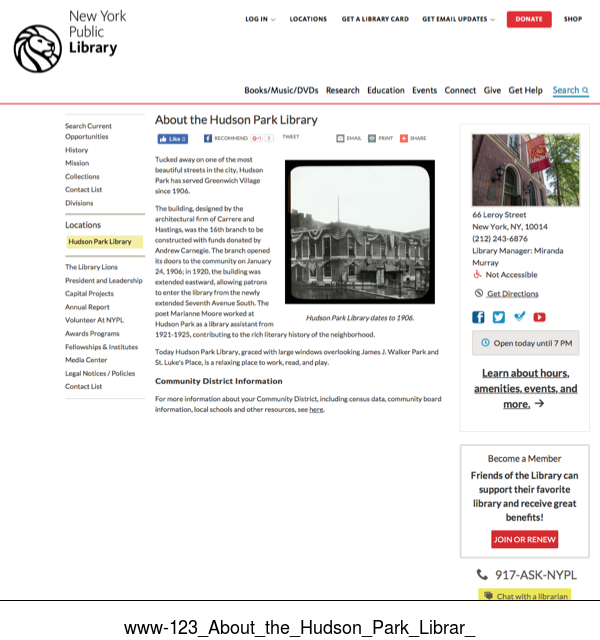 New York
Public
Library
LOG IN
LOCATIONS
GET A LIBRARY CARD
GET EMAIL UPDATES
DONATE
SHOP
Books/Music/DVDs
Research
Education
Events
Connect
Give
Get Help
Search
Search Current
Opportunities
History
Mission
Collections
Contact List
Divisions
Locations
Hudson Park Library
The Library Lions
President and Leadership
Capital Projects
Annual Report
Volunteer At NYPL
Awards Programs
Fellowships & Institutes
Media Center
Legal Notices / Policies
Contact List
About the Hudson Park Library
Like 0
RECOMMEND
G+1 0
TWEET
EMAIL
PRINT
SHARE
Tucked away on one of the most
beautiful streets in the city, Hudson
Park has served Greenwich Village
since 1906.
The building, designed by the
architectural firm of Carrere and
Hastings, was the 16th branch to be
constructed with funds donated by
Andrew Carnegie. The branch opened
its doors to the community on January
24, 1906; in 1920, the building was
extended eastward, allowing patrons
to enter the library from the newly
extended Seventh Avenue South. The
poet Marianne Moore worked at
Hudson Park as a library assistant from
1921-1925, contributing to the rich literary history of the neighborhood.
Hudson Park Library dates to 1906.
Today Hudson Park Library, graced with large windows overlooking James J. Walker Park and
St. Luke's Place, is a relaxing place to work, read, and play.
Community District Information
For more information about your Community District, including census data, community board
information, local schools and other resources, see here.
66 Leroy Street
New York, NY, 10014
(212) 243-6876
Library Manager: Miranda
Murray
Not Accessible
Get Directions
Open today until 7 PM
Learn about hours,
amenities, events, and
more. →
Become a Member
Friends of the Library can
support their favorite
library and receive great
benefits!
JOIN OR RENEW
917-ASK-NYPL
Chat with a librarian
www-123_About_the_Hudson_Park_Librar_